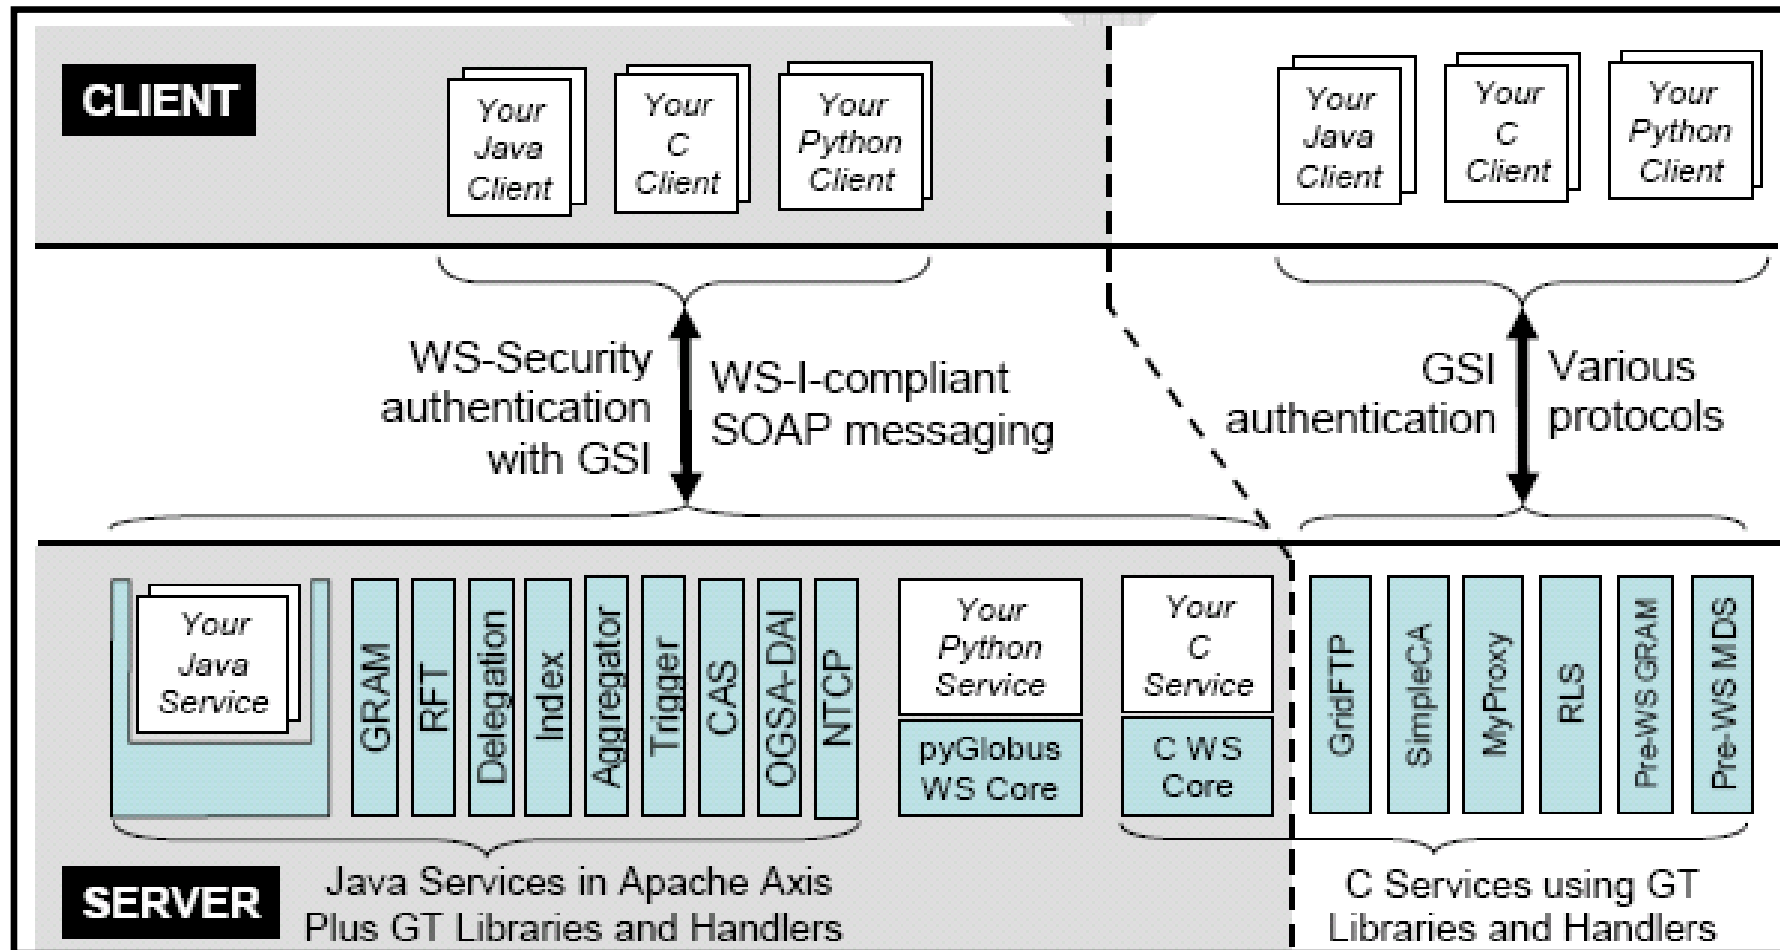 CLIENT
Your
Java
Client
Your
C
Client
Your
Python
Client
Your
Java
Client
Your
C
Client
Your
Python
Client
WS-Security
authentication
with GSI
WS-I-compliant
SOAP messaging
GSI
authentication
Various
protocols
Your
Java
Service
GRAM
RFT
Delegation
Index
Aggregator
Trigger
CAS
OGSA-DAI
NTCP
Your
Python
Service
pyGlobus
WS Core
Your
C
Service
C WS
Core
GridFTP
SimpleCA
MyProxy
RLS
Pre-WS GRAM
Pre-WS MDS
SERVER
Java Services in Apache Axis
Plus GT Libraries and Handlers
C Services using GT
Libraries and Handlers